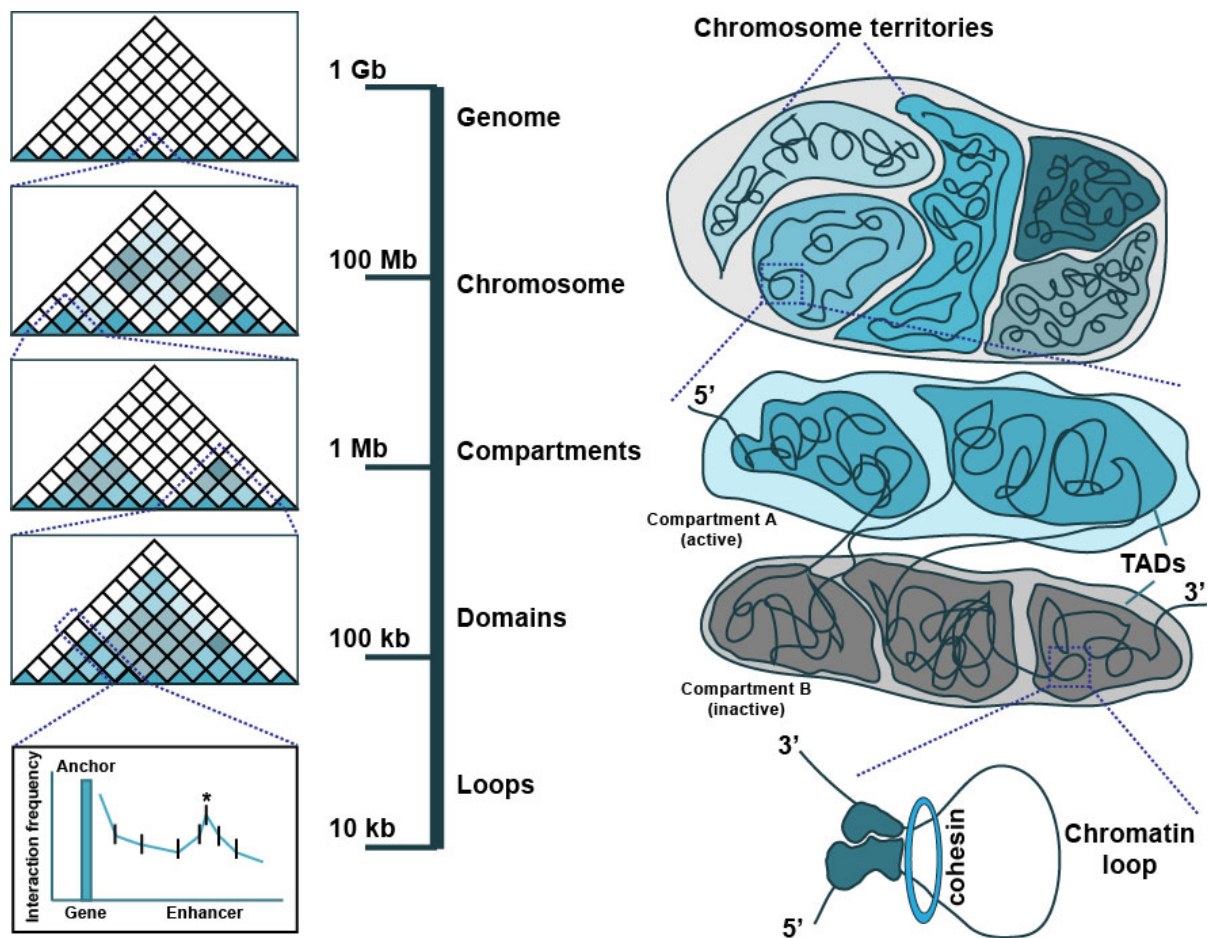 Chromosome territories
1 Gb
Genome
100 Mb
Chromosome
5’
1 Mb
Compartments
Compartment A
(active)
TADs
3’
100 kb
Domains
Compartment B
(inactive)
3’
Interaction frequency
Anchor
*
Loops
cohesin
Chromatin
loop
10 kb
Gene
Enhancer
5’